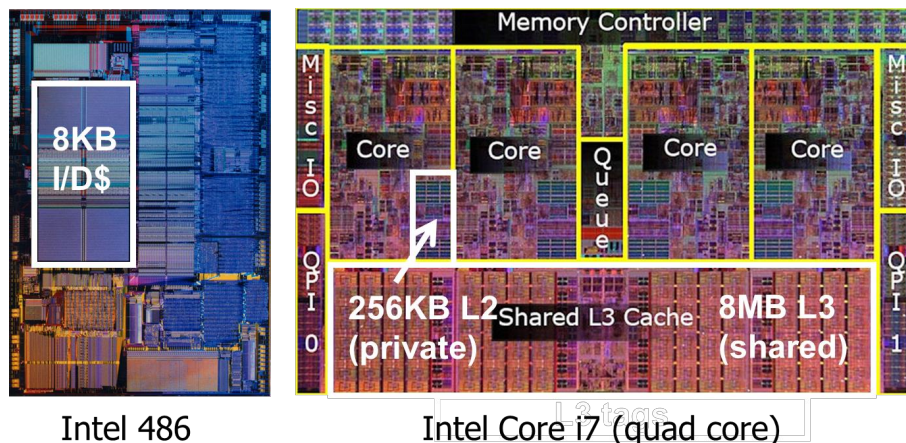 8KB
I/D$
Intel 486
Memory Controller
Misc IO
Misc IO
Core
Core
Queue
Core
Core
QPI 0
QPI 1
256KB L2
(private)
Shared L3 Cache
8MB L3
(shared)
L3 tags
Intel Core i7 (quad core)